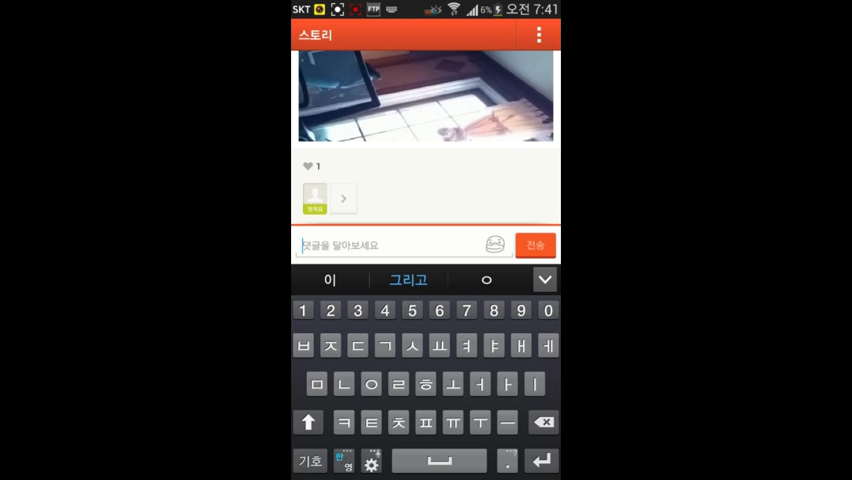 SKT FTP 6% 오전 7:41
스토리
1
댓글을 달아보세요 전송
이 그리고 ㅇ
1 2 3 4 5 6 7 8 9 0
ㅂ ㅈ ㄷ ㄱ ㅅ ㅛ ㅕ ㅑ ㅐ ㅔ
ㅁ ㄴ ㅇ ㄹ ㅎ ㅗ ㅓ ㅏ ㅣ
ㅋ ㅌ ㅊ ㅍ ㅠ ㅜ ㅡ
기호 한 영 .